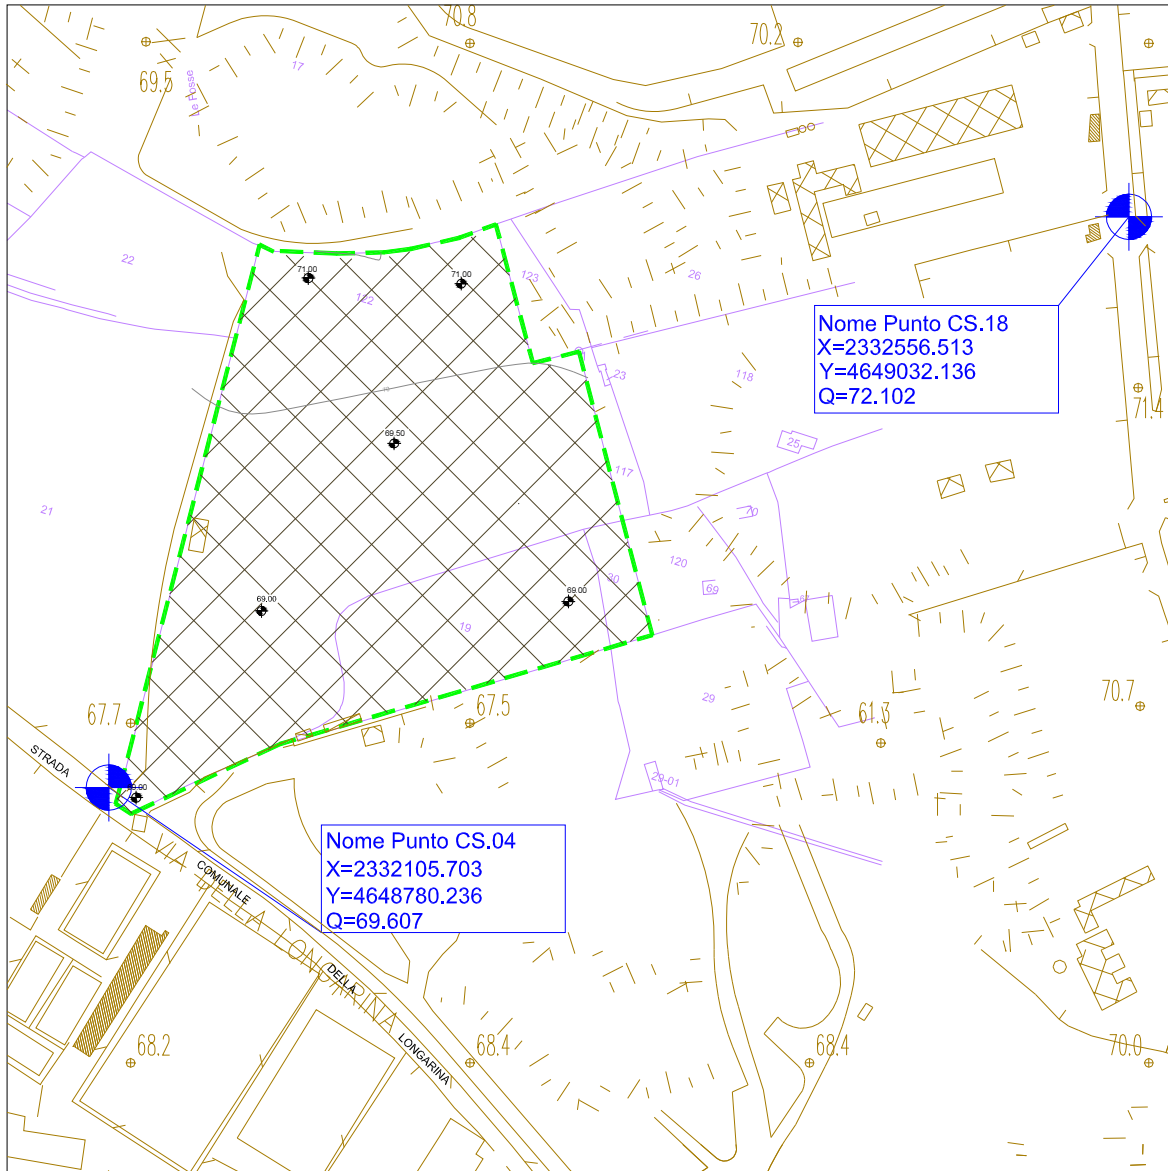 70.8
70.2
69.5
17
le Fosse
22
71.00
71.00
122
123
26
Nome Punto CS.18
X=2332556.513
Y=4649032.136
Q=72.102
23
118
71.4
69.50
25
117
21
70
120
30
69
69.00
69.00
19
29
67.7
67.5
61.3
70.7
STRADA
29-01
69.00
Nome Punto CS.04
X=2332105.703
Y=4648780.236
Q=69.607
VIA DELLA LONGARINA
COMUNALE
DELLA
LONGARINA
68.2
68.4
68.4
70.0